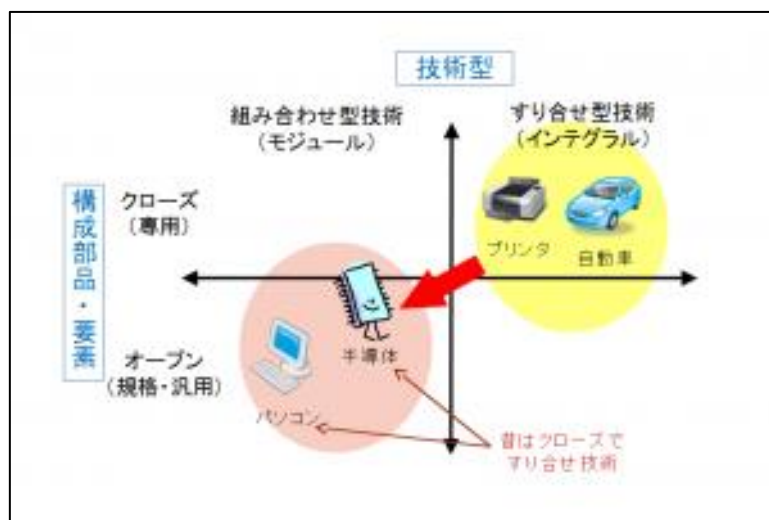 技術型
組み合わせ型技術
(モジュール)
すり合せ型技術
(インテグラル)
構成部品・要素
クローズ
(専用)
プリンタ
自動車
オープン
(規格・汎用)
半導体
パソコン
昔はクローズで
すり合せ技術